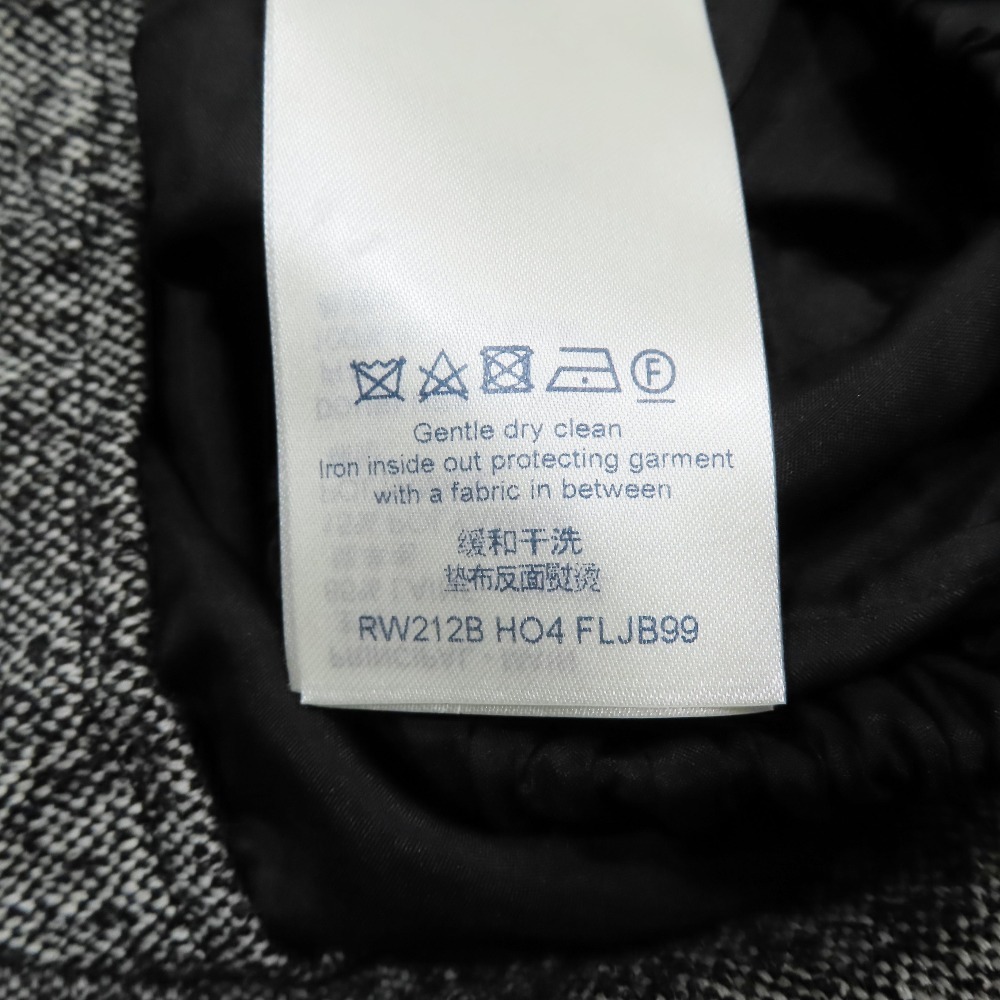 F
Gentle dry clean
Iron inside out protecting garment
with a fabric in between
缓和干洗
垫布反面熨烫
RW212B HO4 FLJB99